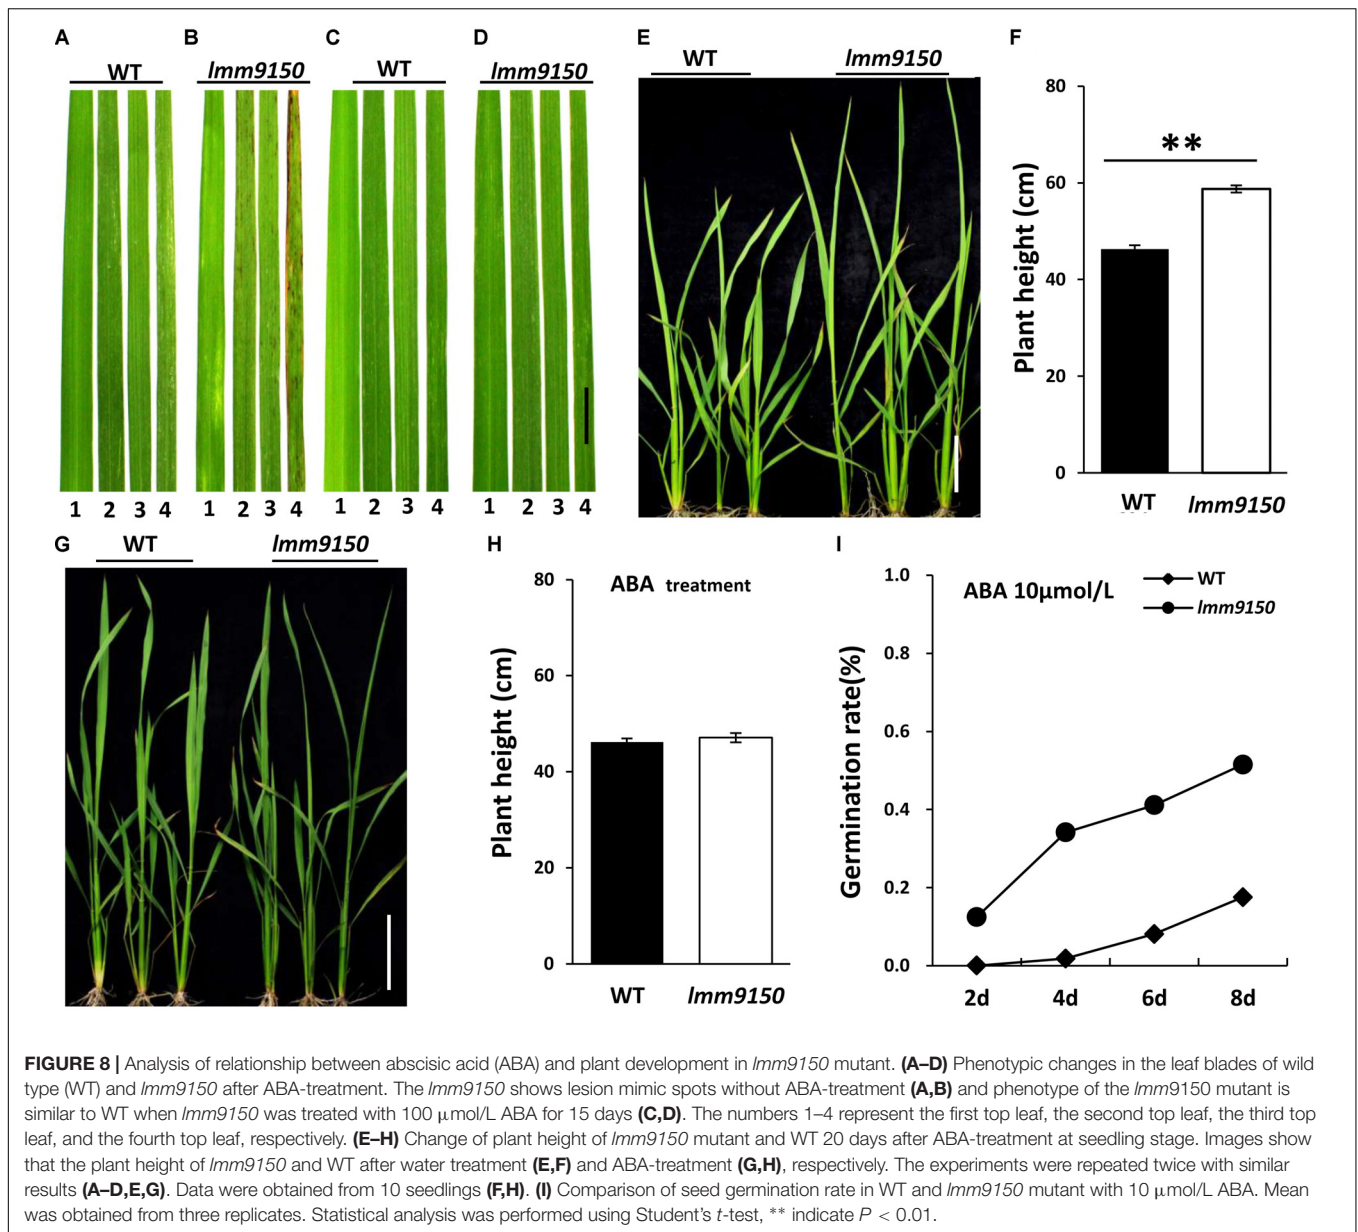 A B C D E F
WT lmm9150 WT lmm9150 WT lmm9150
1 2 3 4 1 2 3 4 1 2 3 4 1 2 3 4
Plant height (cm)
80
60
40
20
0
**
WT lmm9150
G H I
WT lmm9150
Plant height (cm)
80
60
40
20
0
ABA treatment
WT lmm9150
Germination rate(%)
1.0
0.8
0.6
0.4
0.2
0.0
ABA 10μmol/L
WT
lmm9150
2d 4d 6d 8d
FIGURE 8 | Analysis of relationship between abscisic acid (ABA) and plant development in lmm9150 mutant. (A–D) Phenotypic changes in the leaf blades of wild
type (WT) and lmm9150 after ABA-treatment. The lmm9150 shows lesion mimic spots without ABA-treatment (A,B) and phenotype of the lmm9150 mutant is
similar to WT when lmm9150 was treated with 100 μmol/L ABA for 15 days (C,D). The numbers 1–4 represent the first top leaf, the second top leaf, the third top
leaf, and the fourth top leaf, respectively. (E–H) Change of plant height of lmm9150 mutant and WT 20 days after ABA-treatment at seedling stage. Images show
that the plant height of lmm9150 and WT after water treatment (E,F) and ABA-treatment (G,H), respectively. The experiments were repeated twice with similar
results (A–D,E,G). Data were obtained from 10 seedlings (F,H). (I) Comparison of seed germination rate in WT and lmm9150 mutant with 10 μmol/L ABA. Mean
was obtained from three replicates. Statistical analysis was performed using Student's t-test, ** indicate P < 0.01.